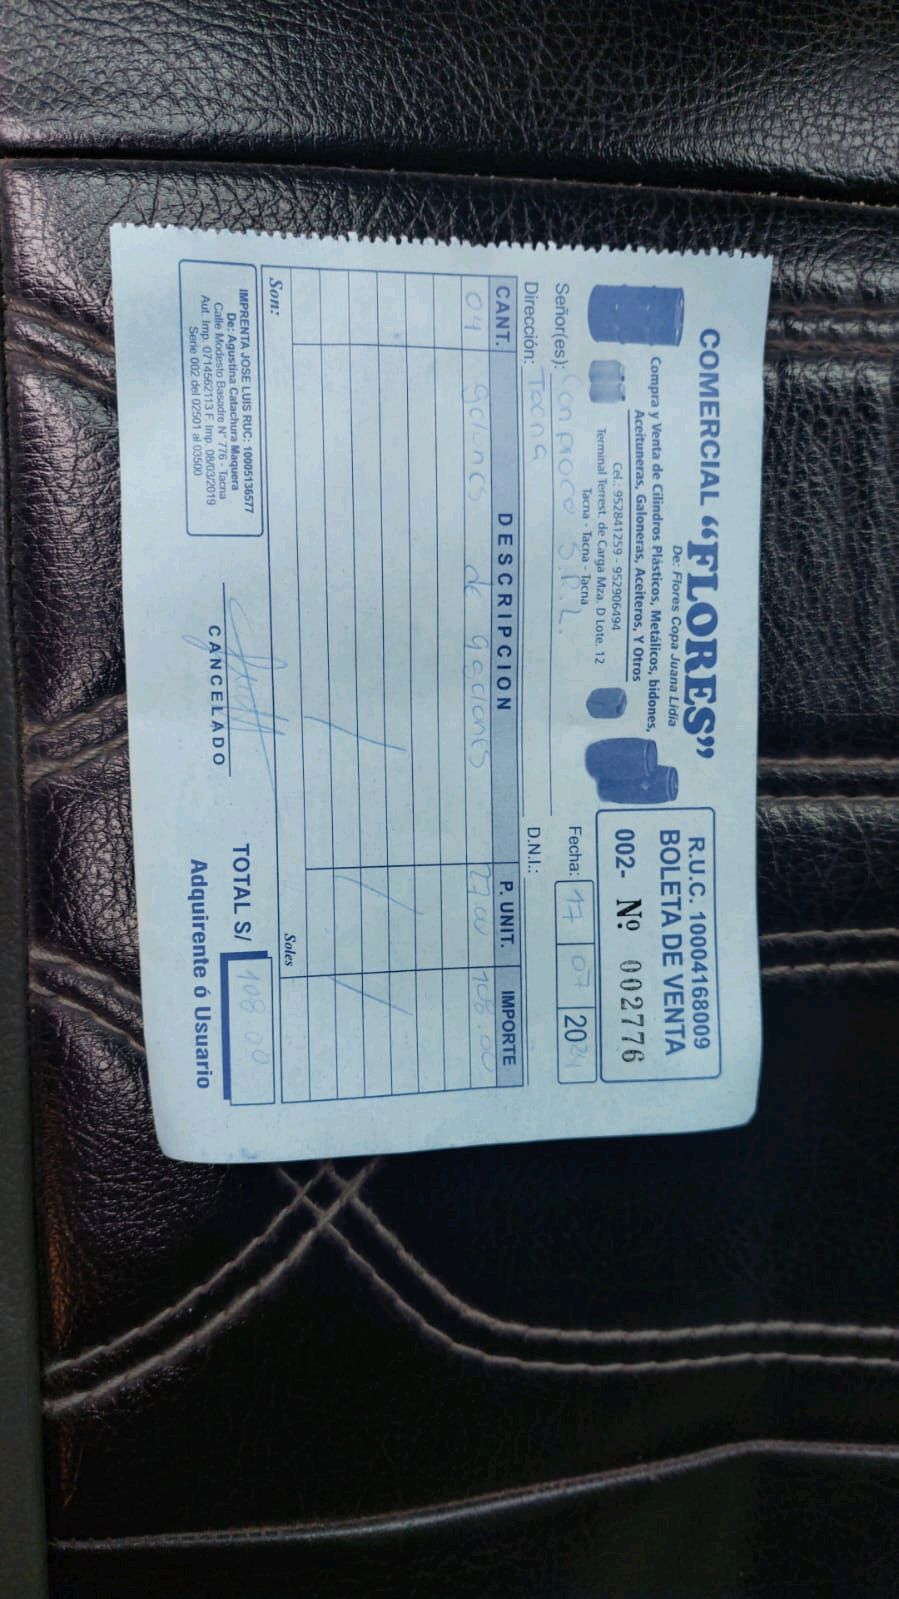 COMERCIAL "FLORES"
De: Flores Copa Juana Lidia
Compra y Venta de Cilindros Plásticos, Metálicos, bidones,
Aceituneras, Galoneras, Aceiteros, Y Otros
Cel.: 952841259 - 952906494
Terminal Terrest. de Carga Mza. D Lote. 12
Tacna - Tacna - Tacna
R.U.C. 10004168009
BOLETA DE VENTA
002- Nº 002776
Fecha: 17 07 2024
Señor(es): S.R.L.
Dirección: Tacna D.N.I.:
CANT. DESCRIPCION P. UNIT. IMPORTE
04 galones de galones 27.00 108.00
Son: Soles
IMPRENTA JOSE LUIS RUC: 10005136577
De: Agustina Catachura Maquera
Calle Modesto Basadre N° 776 - Tacna
Aut. Imp. 0714562113 F. Imp. 08/03/2019
Serie 002 del 02501 al 03500
CANCELADO
TOTAL S/ 108.00
Adquirente ó Usuario